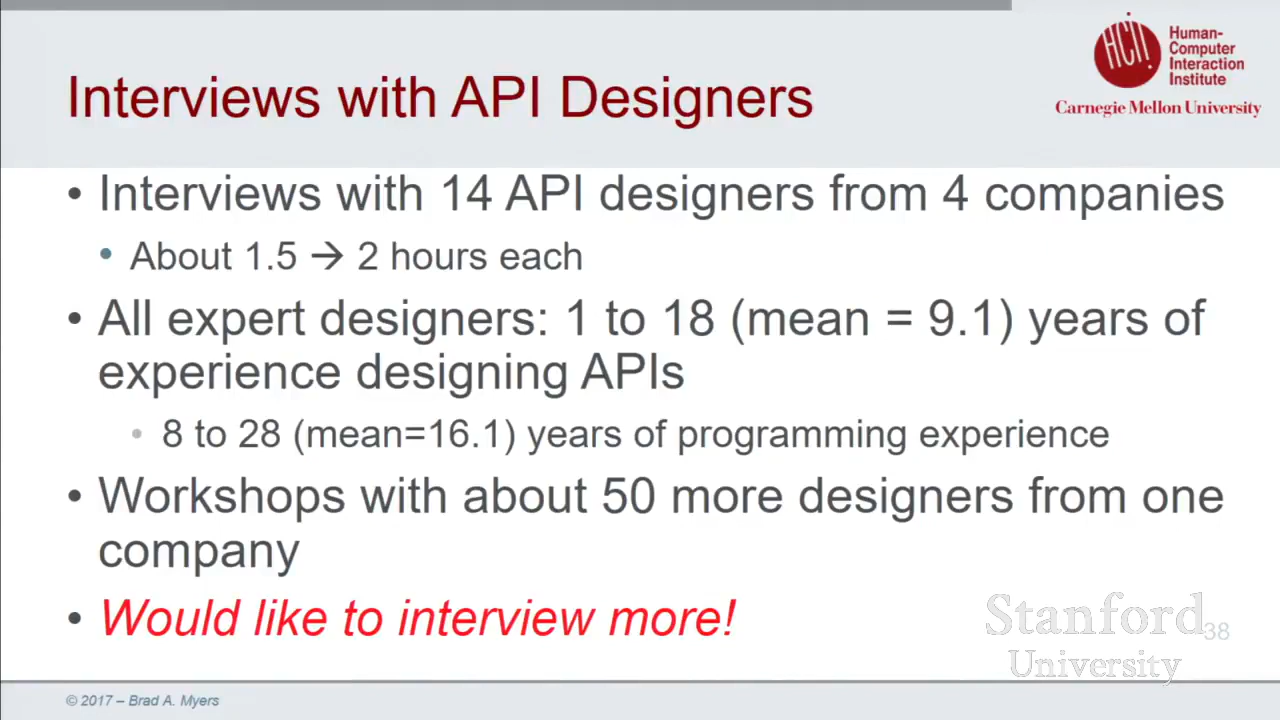 Interviews with API Designers
HCII
Human-
Computer
Interaction
Institute
Carnegie Mellon University
• Interviews with 14 API designers from 4 companies
• About 1.5 → 2 hours each
• All expert designers: 1 to 18 (mean = 9.1) years of
experience designing APIs
• 8 to 28 (mean=16.1) years of programming experience
• Workshops with about 50 more designers from one
company
• Would like to interview more!
Stanford
University
38
© 2017 – Brad A. Myers